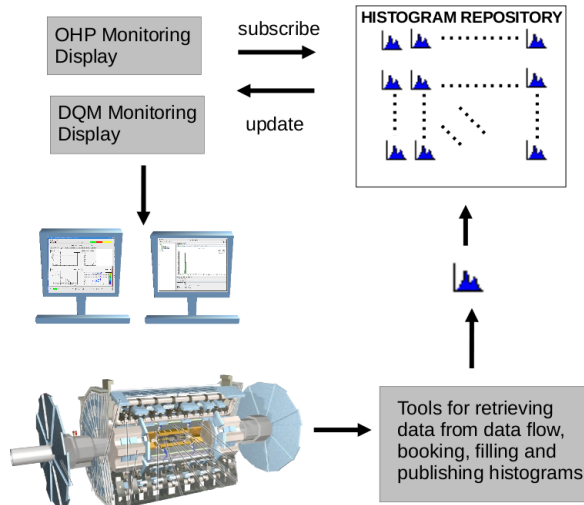 OHP Monitoring
Display
subscribe
HISTOGRAM REPOSITORY
DQM Monitoring
Display
update
Tools for retrieving
data from data flow,
booking, filling and
publishing histograms